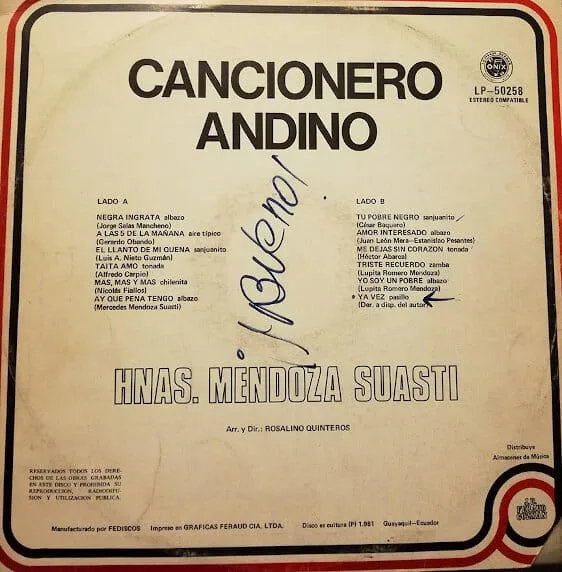 CANCIONERO
ANDINO
ONIX
LP-50258
ESTEREO COMPATIBLE
LADO A
NEGRA INGRATA albazo
(Jorge Salas Mancheno)
A LAS 5 DE LA MAÑANA aire típico
(Gerardo Obando)
EL LLANTO DE MI QUENA sanjuanito
(Luis A. Nieto Guzmán)
TAITA AMO tonada
(Alfredo Carpio)
MAS, MAS Y MAS chilenita
(Nicolás Fiallos)
AY QUE PENA TENGO albazo
(Mercedes Mendoza Suasti)
LADO B
TU POBRE NEGRO sanjuanito
(César Baquero)
AMOR INTERESADO albazo
(Juan León Mera-Estanislao Pesantes)
ME DEJAS SIN CORAZON tonada
(Héctor Abarca)
TRISTE RECUERDO zamba
(Lupita Romero Mendoza)
YO SOY UN POBRE albazo
(Lupita Romero Mendoza)
* YA VEZ pasillo
(Der. a disp. del autor)
¡Bueno!
HNAS. MENDOZA SUASTI
Arr. y Dir.: ROSALINO QUINTEROS
RESERVADOS TODOS LOS DERE-
CHOS DE LAS OBRAS GRABADAS
EN ESTE DISCO Y PROHIBIDA SU
REPRODUCCION, RADIODIFU-
SION Y UTILIZACION PUBLICA.
Distribuye
Almacenes de Música
J.D.
FERAUD
GUZMAN
Manufacturado por FEDISCOS Impreso en GRAFICAS FERAUD CIA. LTDA. Disco es cultura (P) 1.981 Guayaquil-Ecuador